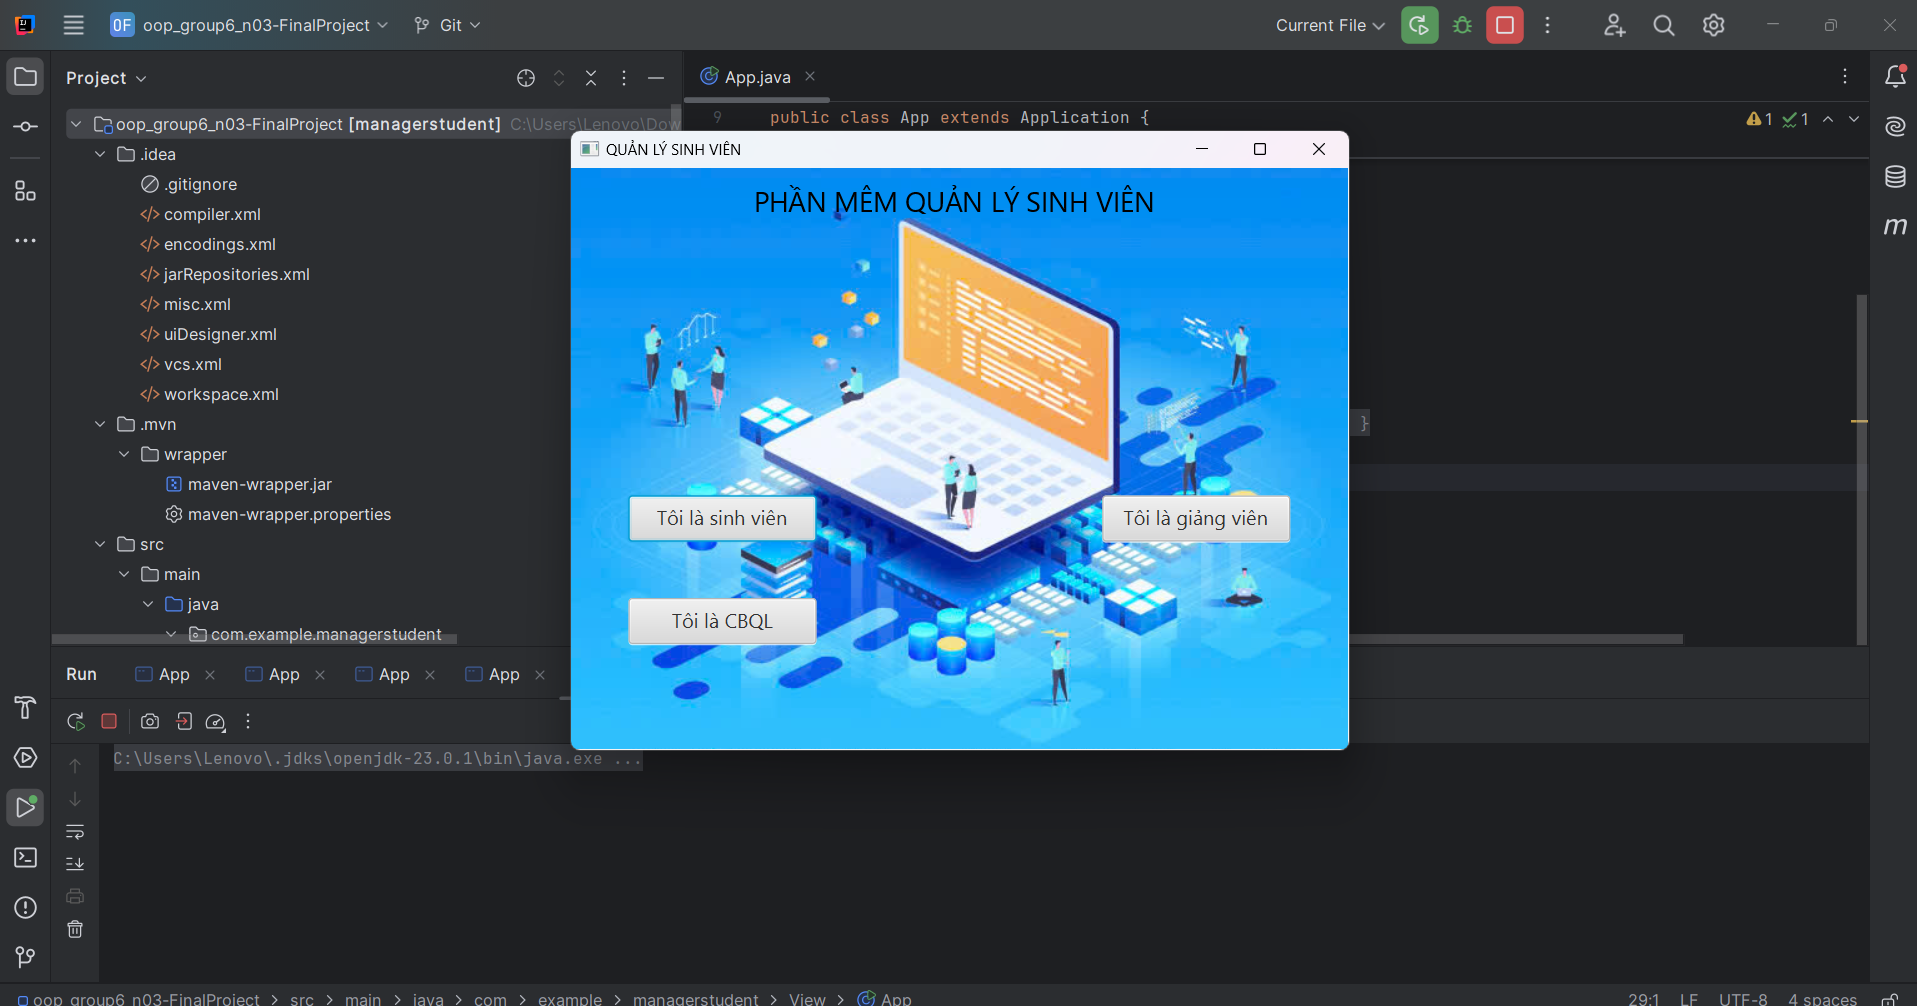 oop_group6_n03-FinalProject
Git
Current File
Project
App.java
oop_group6_n03-FinalProject [managerstudent] C:\Users\Lenovo\Dow
9 public class App extends Application {
1 1
.idea
.gitignore
compiler.xml
encodings.xml
jarRepositories.xml
misc.xml
uiDesigner.xml
vcs.xml
workspace.xml
.mvn
wrapper
maven-wrapper.jar
maven-wrapper.properties
src
main
java
com.example.managerstudent
QUẢN LÝ SINH VIÊN
PHẦN MÊM QUẢN LÝ SINH VIÊN
}
Tôi là sinh viên
Tôi là giảng viên
Tôi là CBQL
Run
App
App
App
App
C:\Users\Lenovo\.jdks\openjdk-23.0.1\bin\java.exe ...
oop_group6_n03-FinalProject > src > main > java > com > example > managerstudent > View > App
29:1 LF UTF-8 4 spaces